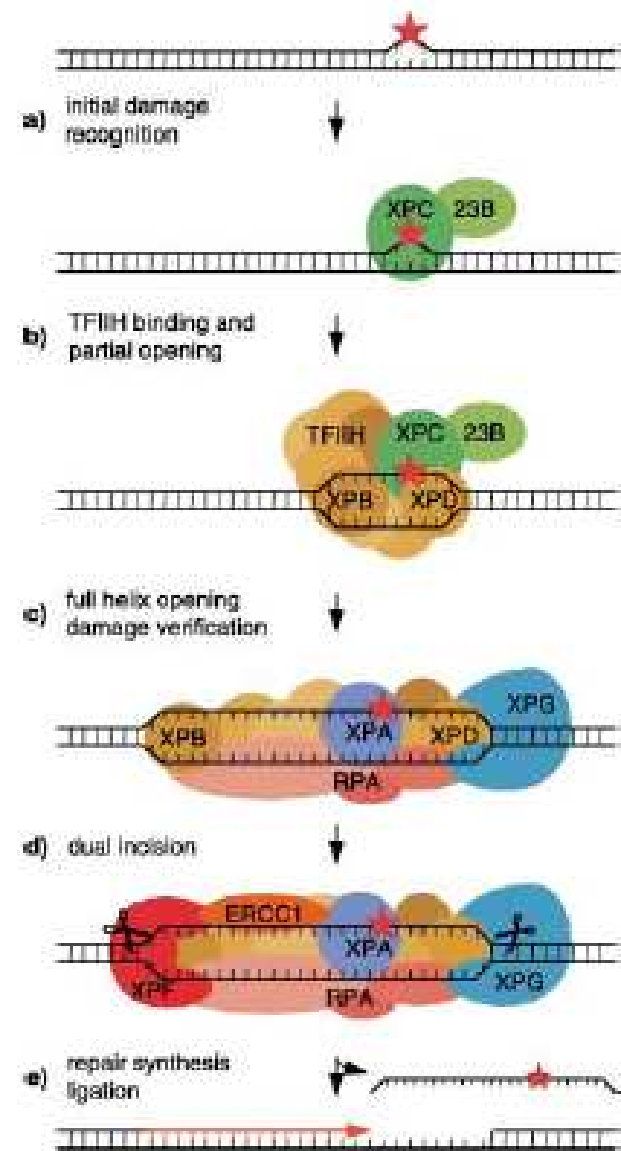 a) initial damage
recognition
XPC 23B
b) TFIIH binding and
partial opening
TFIIH XPC 23B
XPB XPD
c) full helix opening
damage verification
XPG
XPB XPA XPD
RPA
d) dual incision
ERCC1
XPA
XPF RPA XPG
e) repair synthesis
ligation